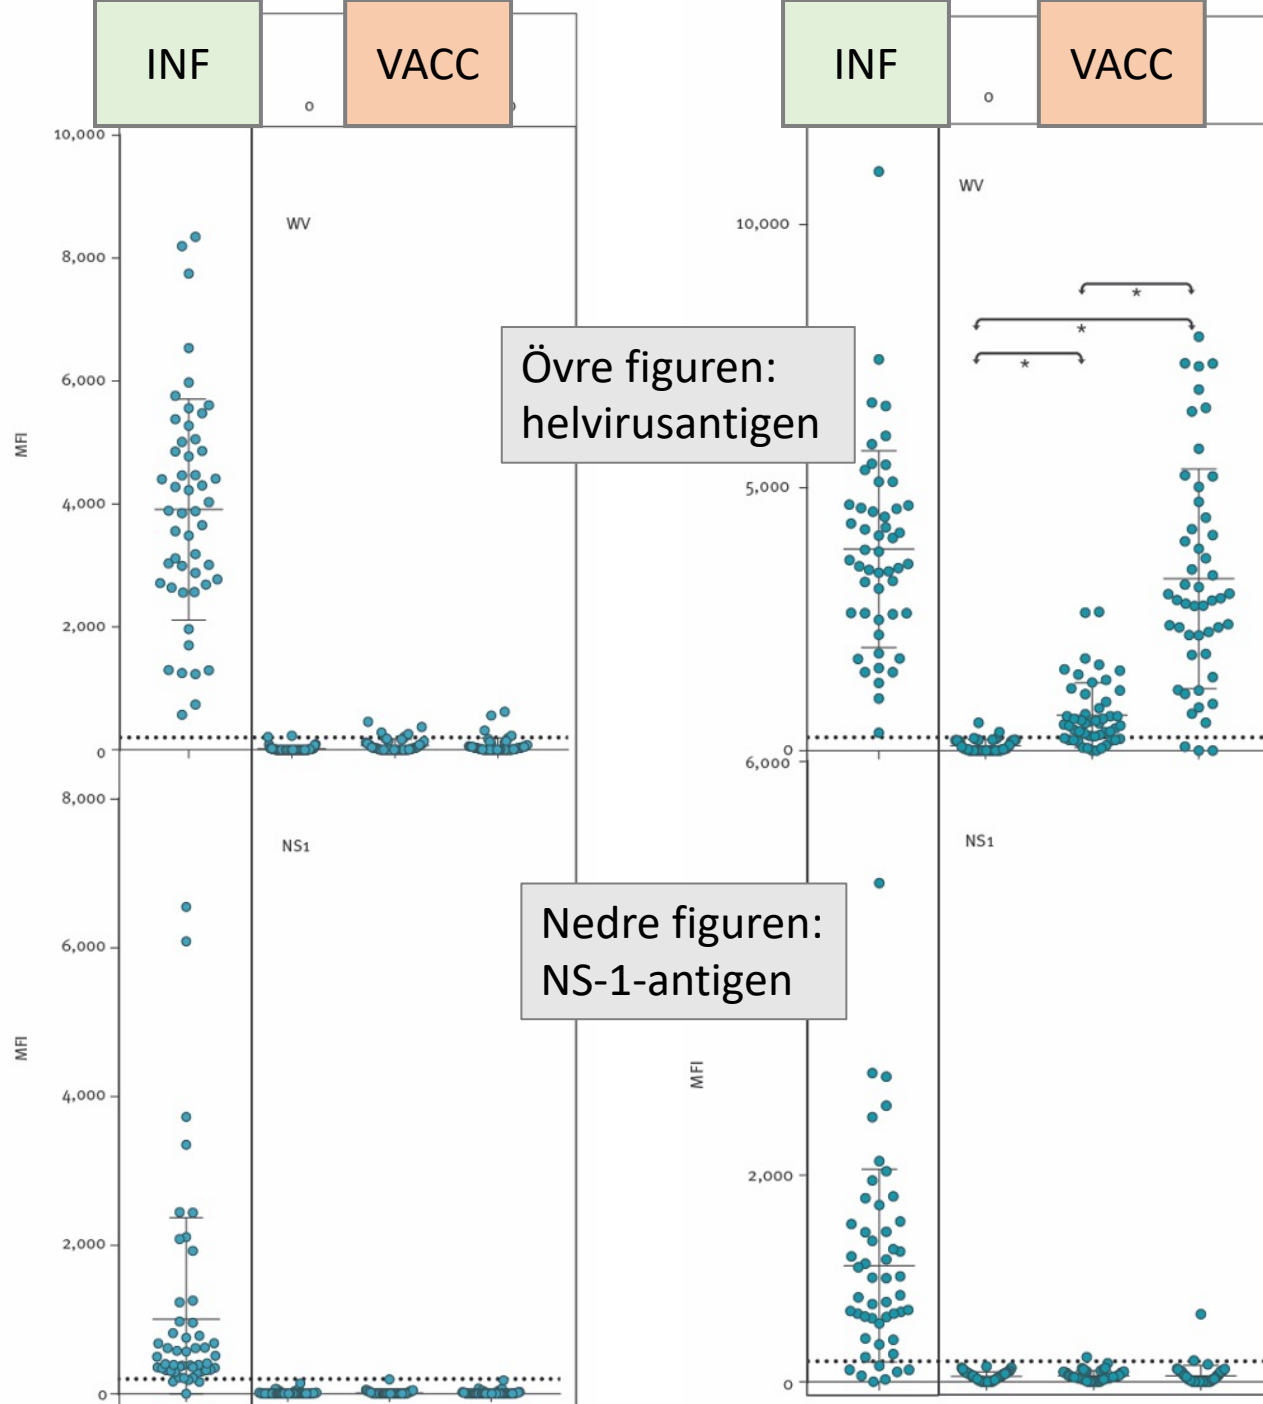 INF VACC INF VACC
o o
10,000
WV WV
8,000 10,000
* 
*
*
6,000
Övre figuren:
helvirusantigen
MFI
5,000
4,000
2,000
0 0
6,000
8,000
NS1 NS1
Nedre figuren:
NS-1-antigen
6,000
MFI MFI
4,000
2,000
2,000
0 0